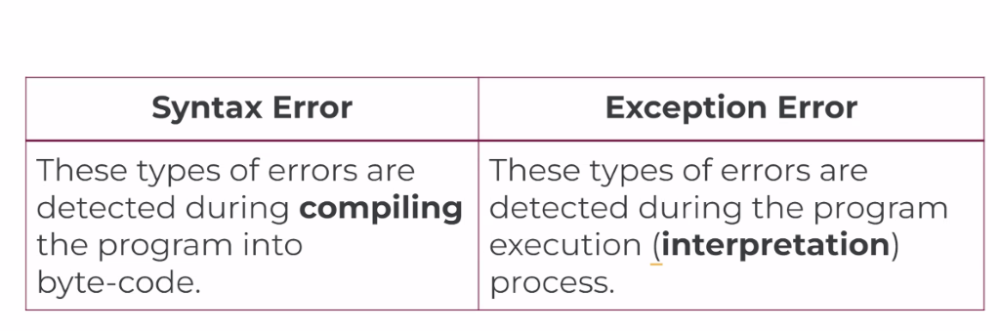 Syntax Error
Exception Error
These types of errors are
detected during compiling
the program into
byte-code.
These types of errors are
detected during the program
execution (interpretation)
process.